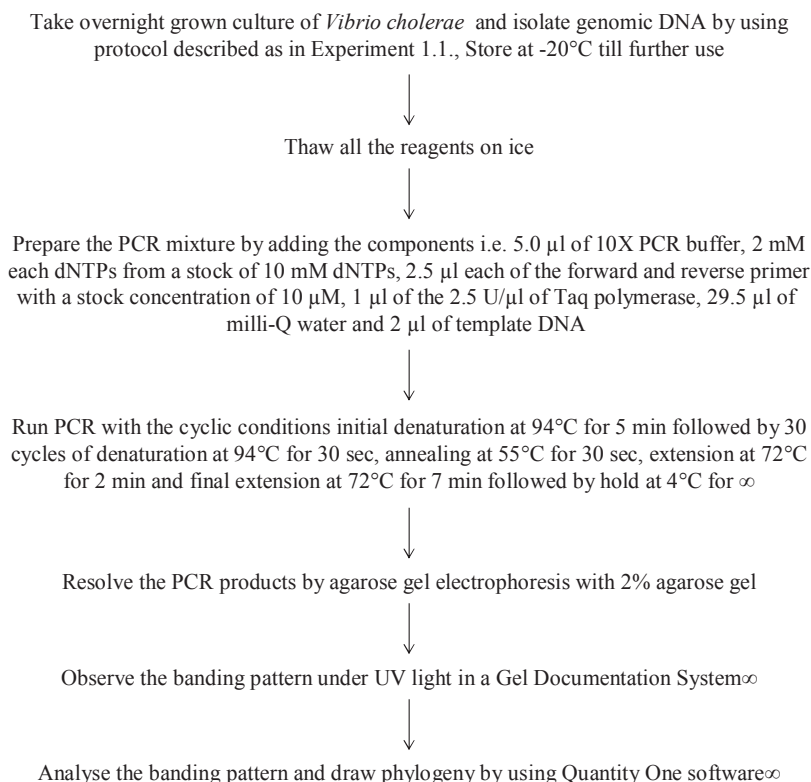 Take overnight grown culture of Vibrio cholerae and isolate genomic DNA by using
protocol described as in Experiment 1.1., Store at -20°C till further use
Thaw all the reagents on ice
Prepare the PCR mixture by adding the components i.e. 5.0 µl of 10X PCR buffer, 2 mM
each dNTPs from a stock of 10 mM dNTPs, 2.5 µl each of the forward and reverse primer
with a stock concentration of 10 µM, 1 µl of the 2.5 U/µl of Taq polymerase, 29.5 µl of
milli-Q water and 2 µl of template DNA
Run PCR with the cyclic conditions initial denaturation at 94°C for 5 min followed by 30
cycles of denaturation at 94°C for 30 sec, annealing at 55°C for 30 sec, extension at 72°C
for 2 min and final extension at 72°C for 7 min followed by hold at 4°C for ∞
Resolve the PCR products by agarose gel electrophoresis with 2% agarose gel
Observe the banding pattern under UV light in a Gel Documentation System∞
Analyse the banding pattern and draw phylogeny by using Quantity One software∞